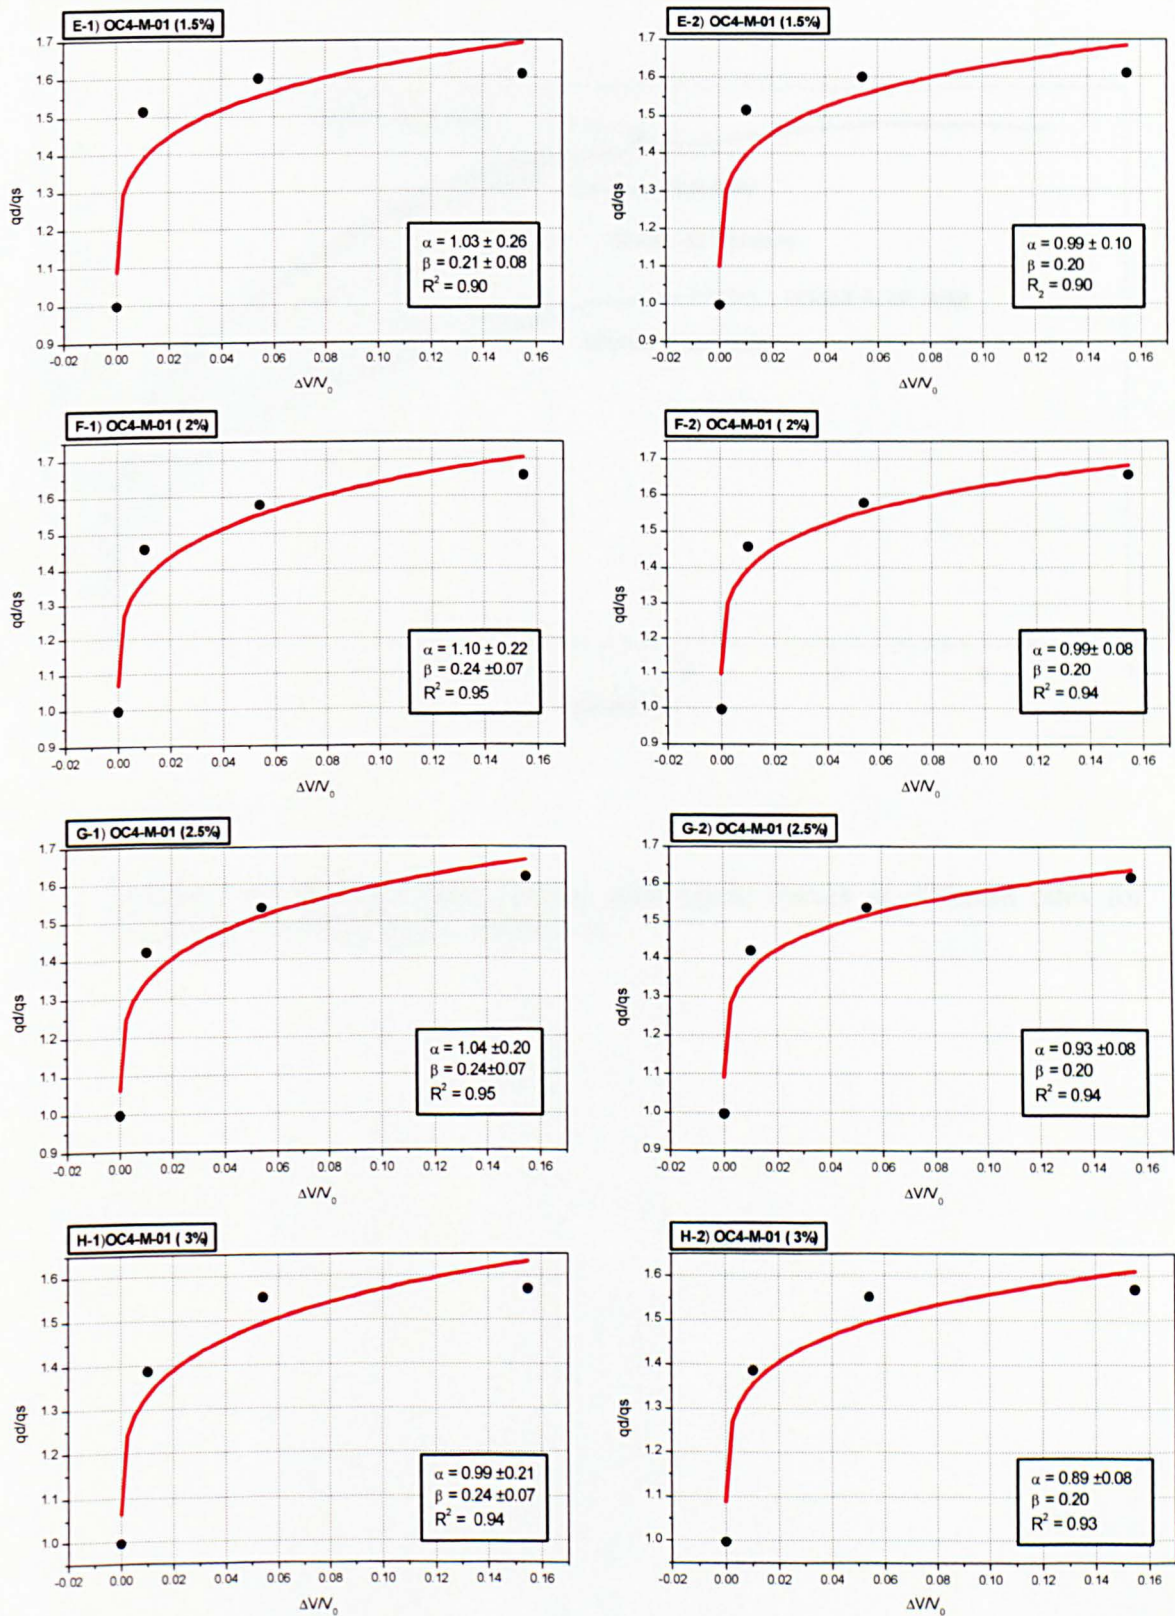 E-1) OC4-M-01 (1.5%)
1.7
1.6
1.5
1.4
1.3
1.2
1.1
1.0
0.9
qd/qs
α = 1.03 ± 0.26
β = 0.21 ± 0.08
R² = 0.90
-0.02 0.00 0.02 0.04 0.06 0.08 0.10 0.12 0.14 0.16
ΔV/V₀
E-2) OC4-M-01 (1.5%)
1.7
1.6
1.5
1.4
1.3
1.2
1.1
1.0
0.9
qd/qs
α = 0.99 ± 0.10
β = 0.20
R₂ = 0.90
-0.02 0.00 0.02 0.04 0.06 0.08 0.10 0.12 0.14 0.16
ΔV/V₀
F-1) OC4-M-01 ( 2%)
1.7
1.6
1.5
1.4
1.3
1.2
1.1
1.0
0.9
qd/qs
α = 1.10 ± 0.22
β = 0.24 ±0.07
R² = 0.95
-0.02 0.00 0.02 0.04 0.06 0.08 0.10 0.12 0.14 0.16
ΔV/V₀
F-2) OC4-M-01 ( 2%)
1.7
1.6
1.5
1.4
1.3
1.2
1.1
1.0
0.9
qd/qs
α = 0.99± 0.08
β = 0.20
R² = 0.94
-0.02 0.00 0.02 0.04 0.06 0.08 0.10 0.12 0.14 0.16
ΔV/V₀
G-1) OC4-M-01 (2.5%)
1.7
1.6
1.5
1.4
1.3
1.2
1.1
1.0
0.9
qd/qs
α = 1.04 ±0.20
β = 0.24±0.07
R² = 0.95
-0.02 0.00 0.02 0.04 0.06 0.08 0.10 0.12 0.14 0.16
ΔV/V₀
G-2) OC4-M-01 (2.5%)
1.7
1.6
1.5
1.4
1.3
1.2
1.1
1.0
0.9
qd/qs
α = 0.93 ±0.08
β = 0.20
R² = 0.94
-0.02 0.00 0.02 0.04 0.06 0.08 0.10 0.12 0.14 0.16
ΔV/V₀
H-1)OC4-M-01 ( 3%)
1.6
1.5
1.4
1.3
1.2
1.1
1.0
qd/qs
α = 0.99 ±0.21
β = 0.24 ±0.07
R² = 0.94
-0.02 0.00 0.02 0.04 0.06 0.08 0.10 0.12 0.14 0.16
ΔV/V₀
H-2) OC4-M-01 ( 3%)
1.6
1.5
1.4
1.3
1.2
1.1
1.0
qd/qs
α = 0.89 ±0.08
β = 0.20
R² = 0.93
-0.02 0.00 0.02 0.04 0.06 0.08 0.10 0.12 0.14 0.16
ΔV/V₀